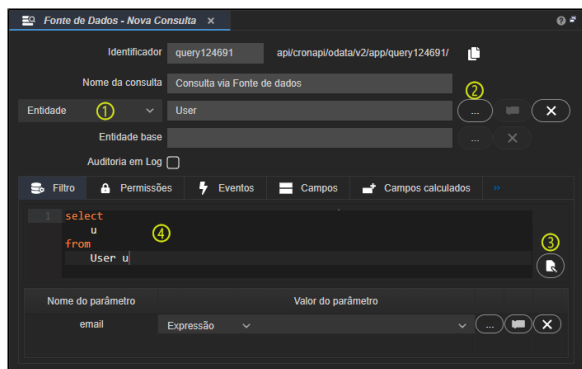 Fonte de Dados - Nova Consulta ×
Identificador query124691 api/cronapi/odata/v2/app/query124691/
Nome da consulta Consulta via Fonte de dados
2
Entidade 1 User ...
Entidade base ...
Auditoria em Log
Filtro Permissões Eventos Campos Campos calculados »
1 select
u 4
from 3
User u
Nome do parâmetro Valor do parâmetro
email Expressão ...